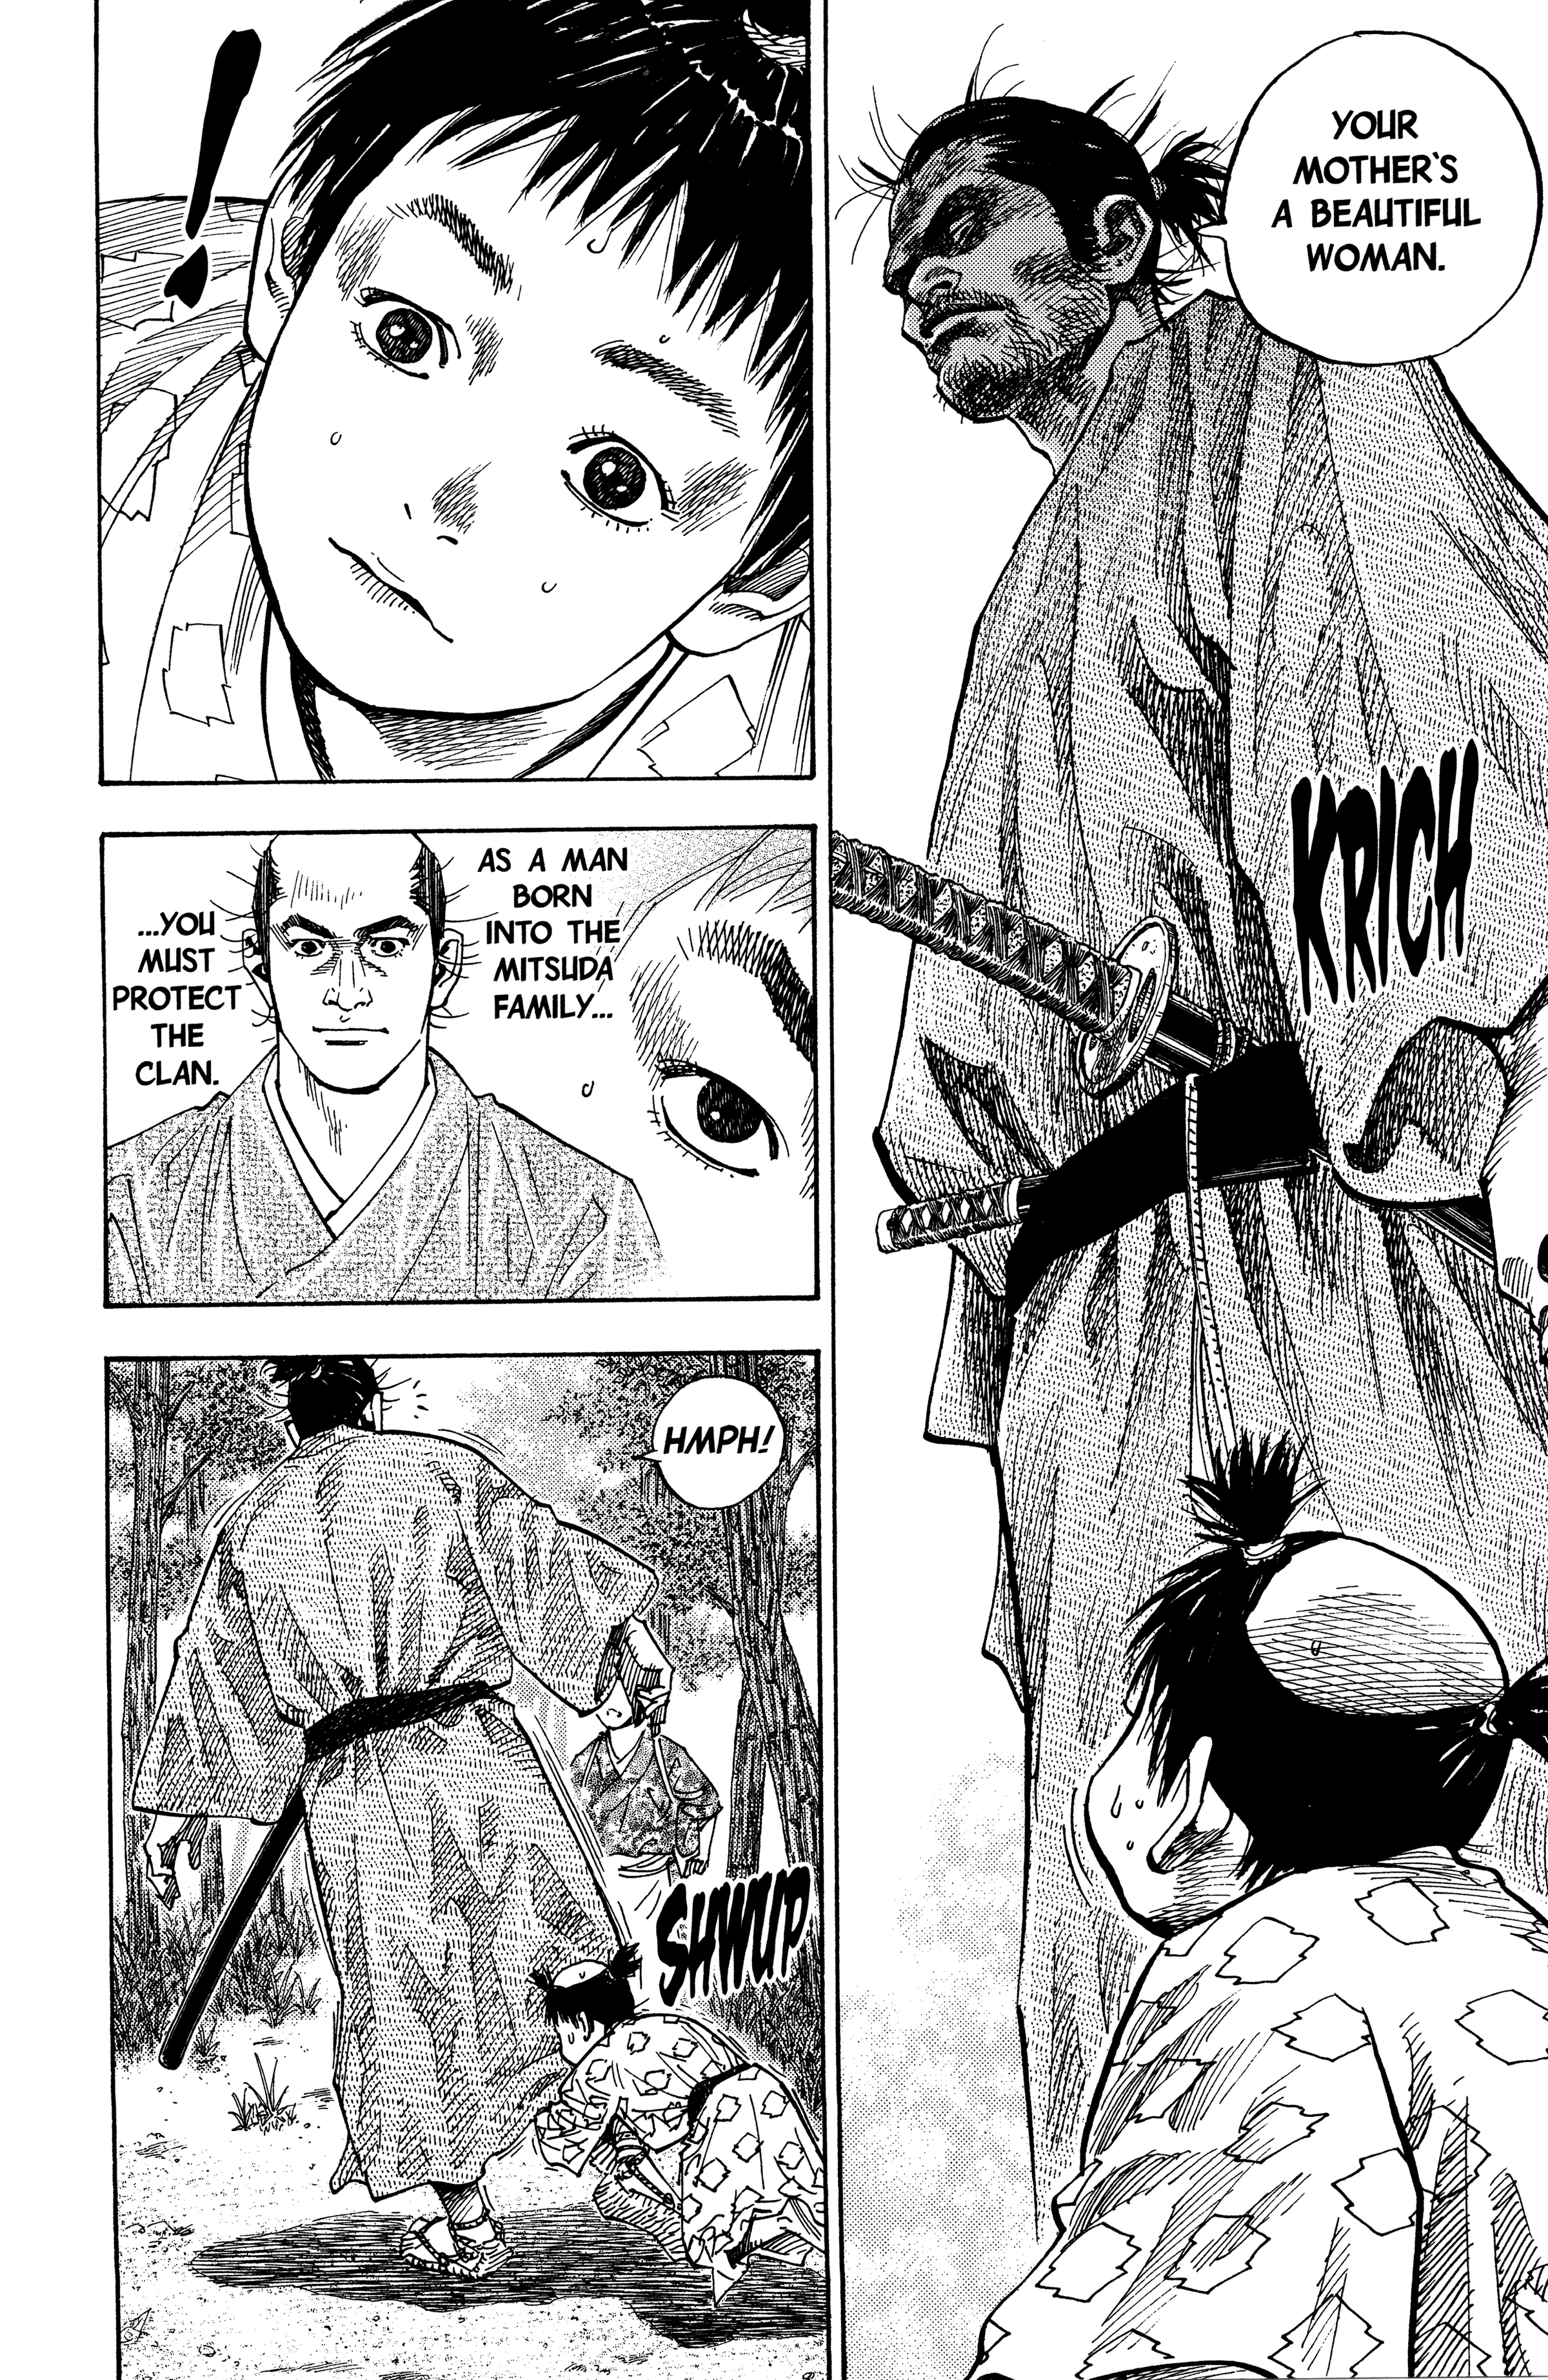 YOUR
MOTHER'S
A BEAUTIFUL
WOMAN.
KRICH
!
AS A MAN
BORN
INTO THE
MITSUDA
FAMILY...
...YOU
MUST
PROTECT
THE
CLAN.
HMPH!
SHWUP